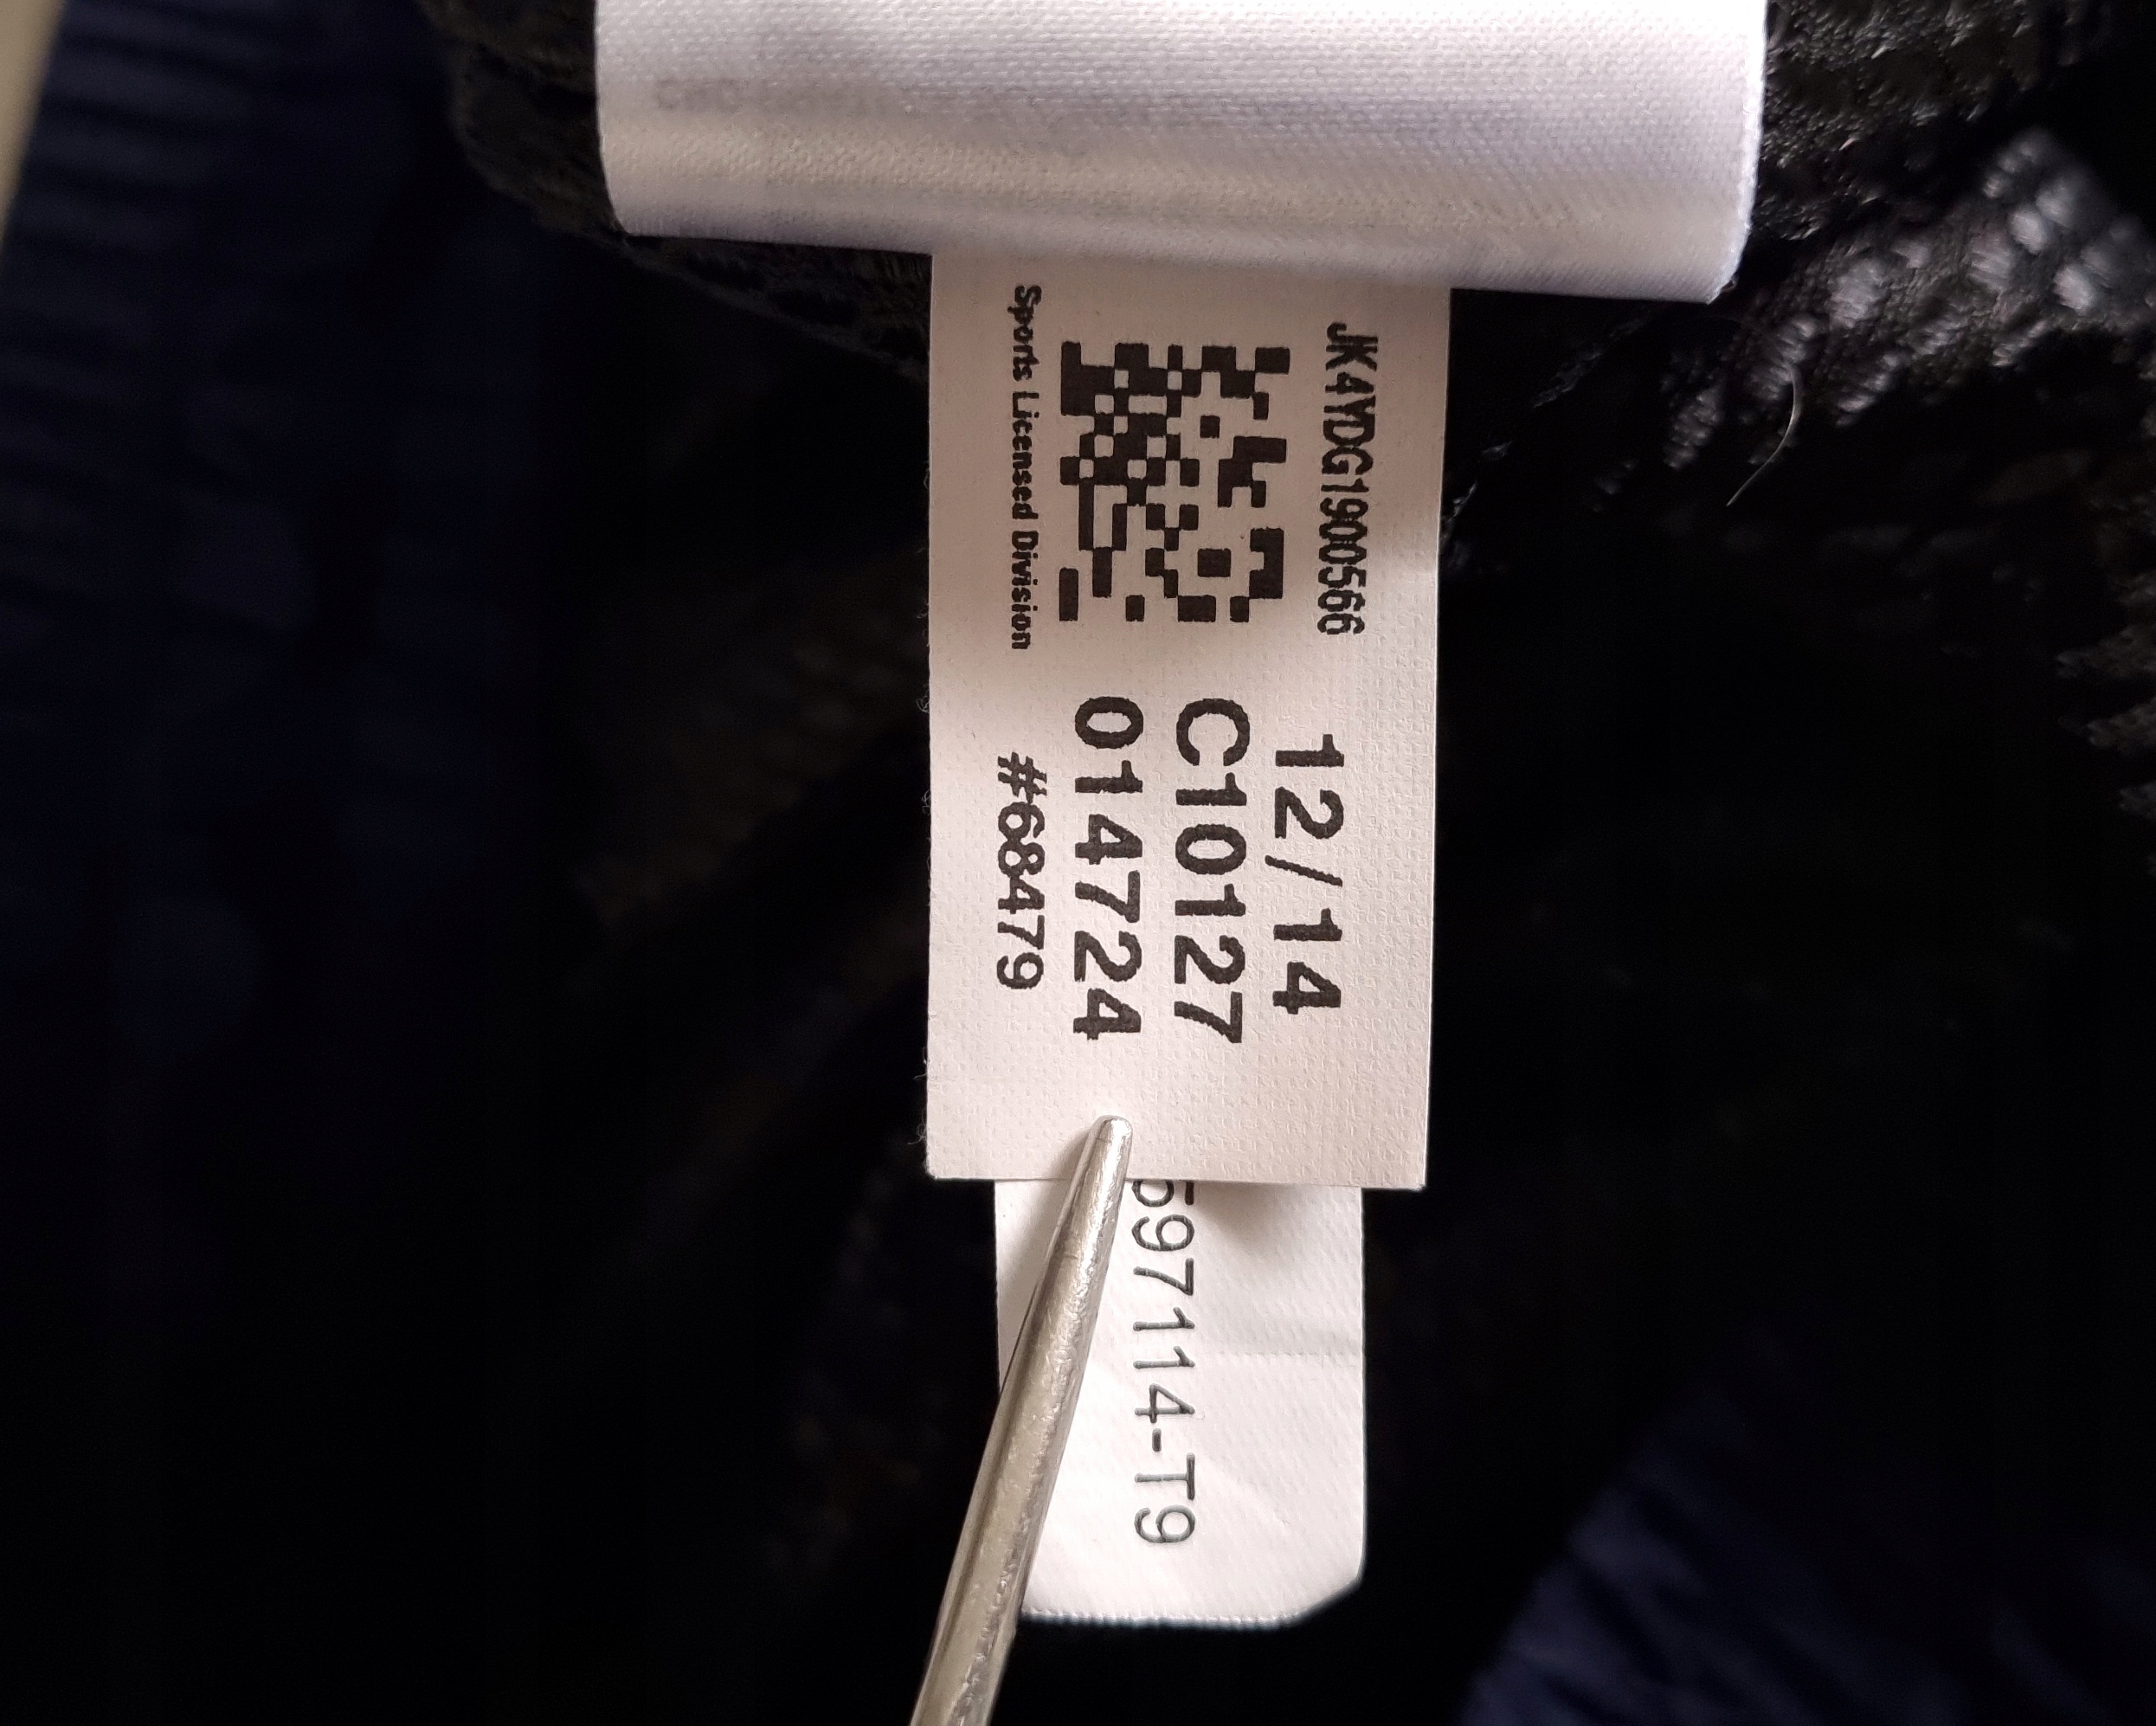 JK4YDG1900566
12/14
C10127
014724
Sports Licensed Division
#68479
597114-T9